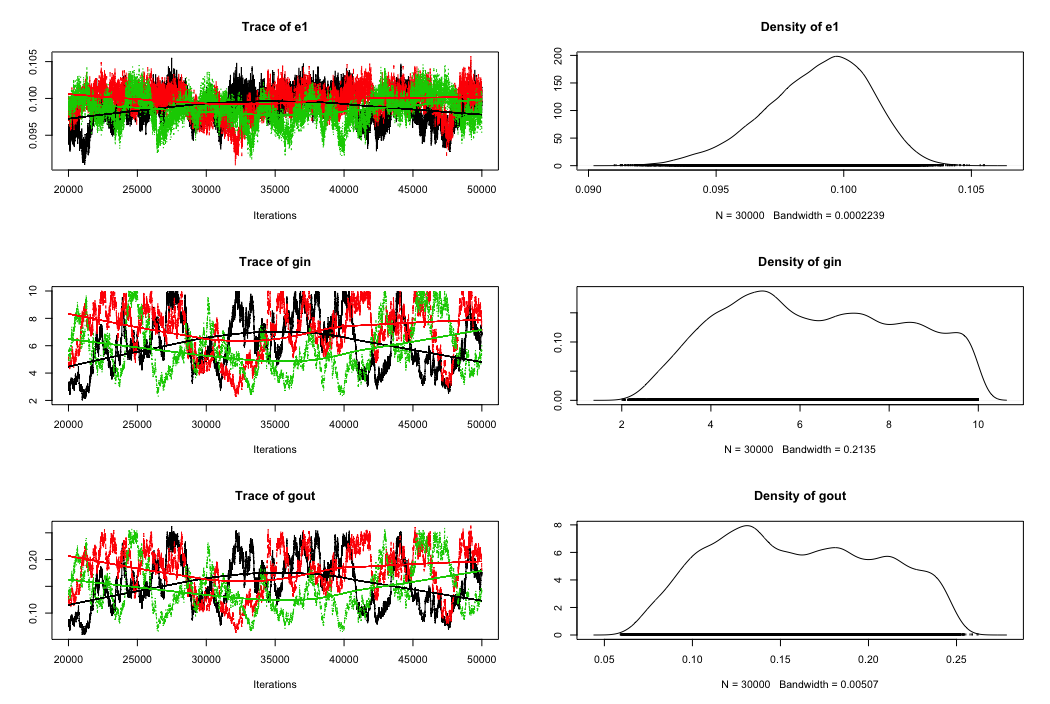 Trace of e1
0.095 0.100 0.105
20000 25000 30000 35000 40000 45000 50000
Iterations
Density of e1
0 50 100 150 200
0.090 0.095 0.100 0.105
N = 30000 Bandwidth = 0.0002239
Trace of gin
2 4 6 8 10
20000 25000 30000 35000 40000 45000 50000
Iterations
Density of gin
0.00 0.10
2 4 6 8 10
N = 30000 Bandwidth = 0.2135
Trace of gout
0.10 0.20
20000 25000 30000 35000 40000 45000 50000
Iterations
Density of gout
0 2 4 6 8
0.05 0.10 0.15 0.20 0.25
N = 30000 Bandwidth = 0.00507